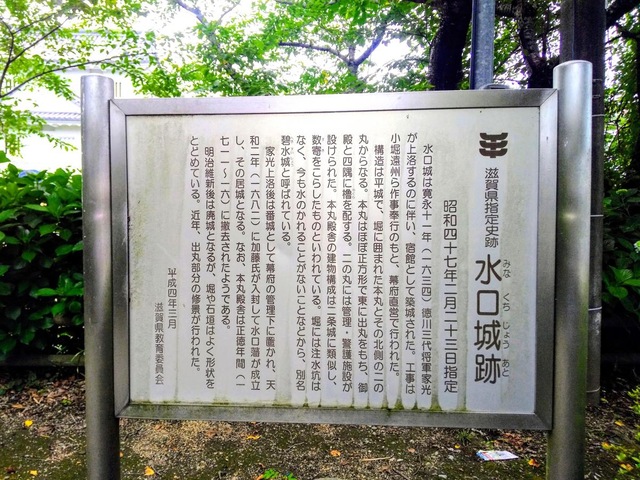 滋賀県指定史跡 水口城跡
みなくちじょうあと
昭和四十七年二月二十三日指定
水口城は寛永十一年（一六三四）徳川三代将軍家光
が上洛するのに伴い、宿館として築城された。工事は
小堀遠州ら作事奉行のもと、幕府直営で行われた。
構造は平城で、堀に囲まれた本丸とその北側の二の
丸からなる。本丸はほぼ正方形で東に出丸をもち、御
殿と四隅に櫓を配する。二の丸には管理・警護施設が
設けられた。本丸殿舎の建物構成は二条城に類似し、
数寄をこらしたものといわれている。堀には注水坑は
なく、今も水のかれることがないことなどから、別名
碧水城と呼ばれている。
家光上洛後は番城として幕府の管理下に置かれ、天
和二年（一六八二）に加藤氏が入封して水口藩が成立
し、その居城となる。なお、本丸殿舎は正徳年間（一
七一一～一六）に撤去されたようである。
明治維新後は廃城となるが、堀や石垣はよく形状を
とどめている。近年、出丸部分の修景が行われた。
平成四年三月
滋賀県教育委員会